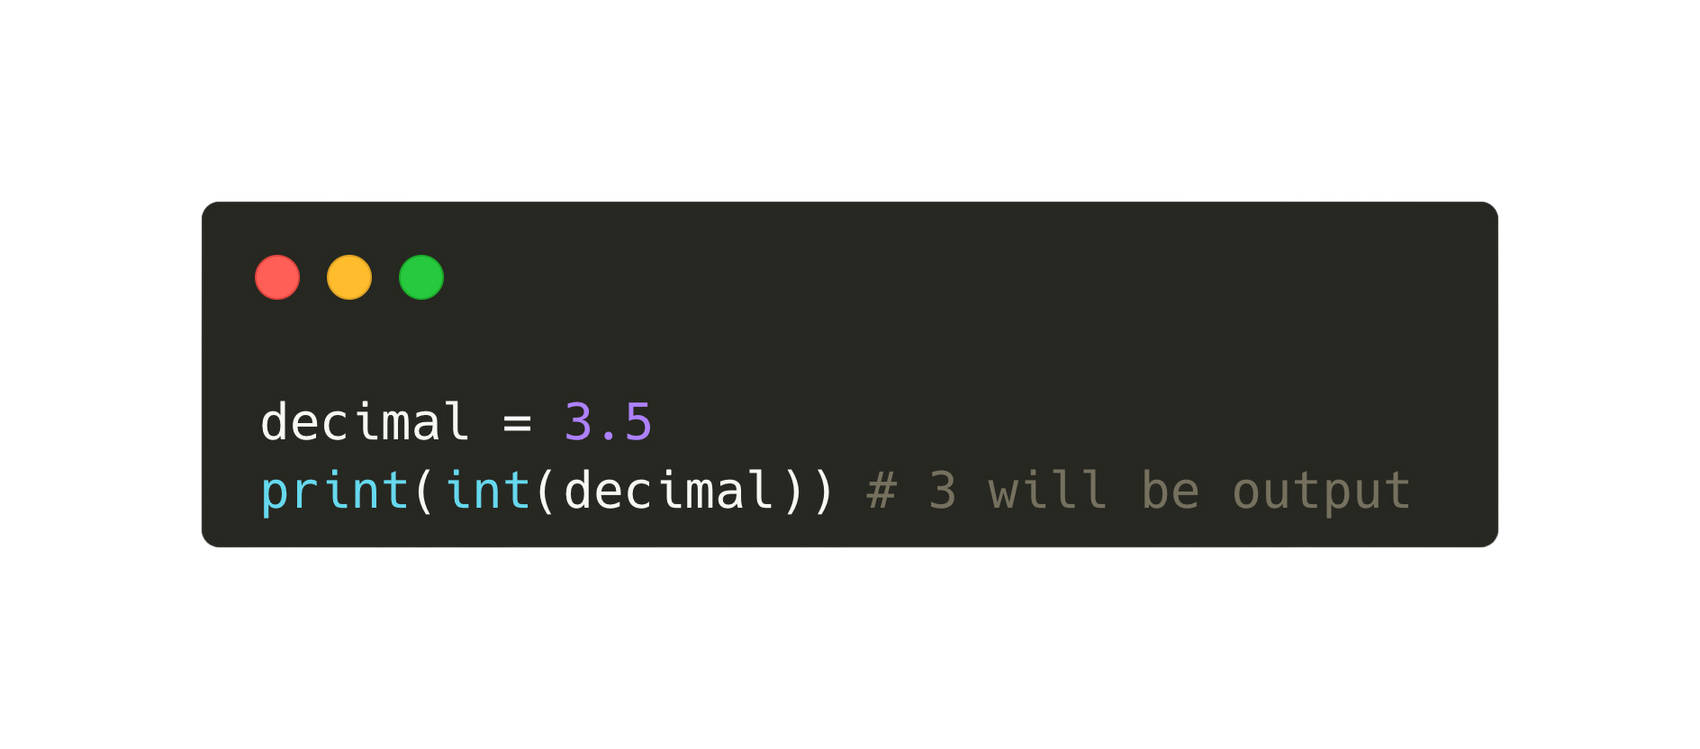 decimal = 3.5
print(int(decimal)) # 3 will be output